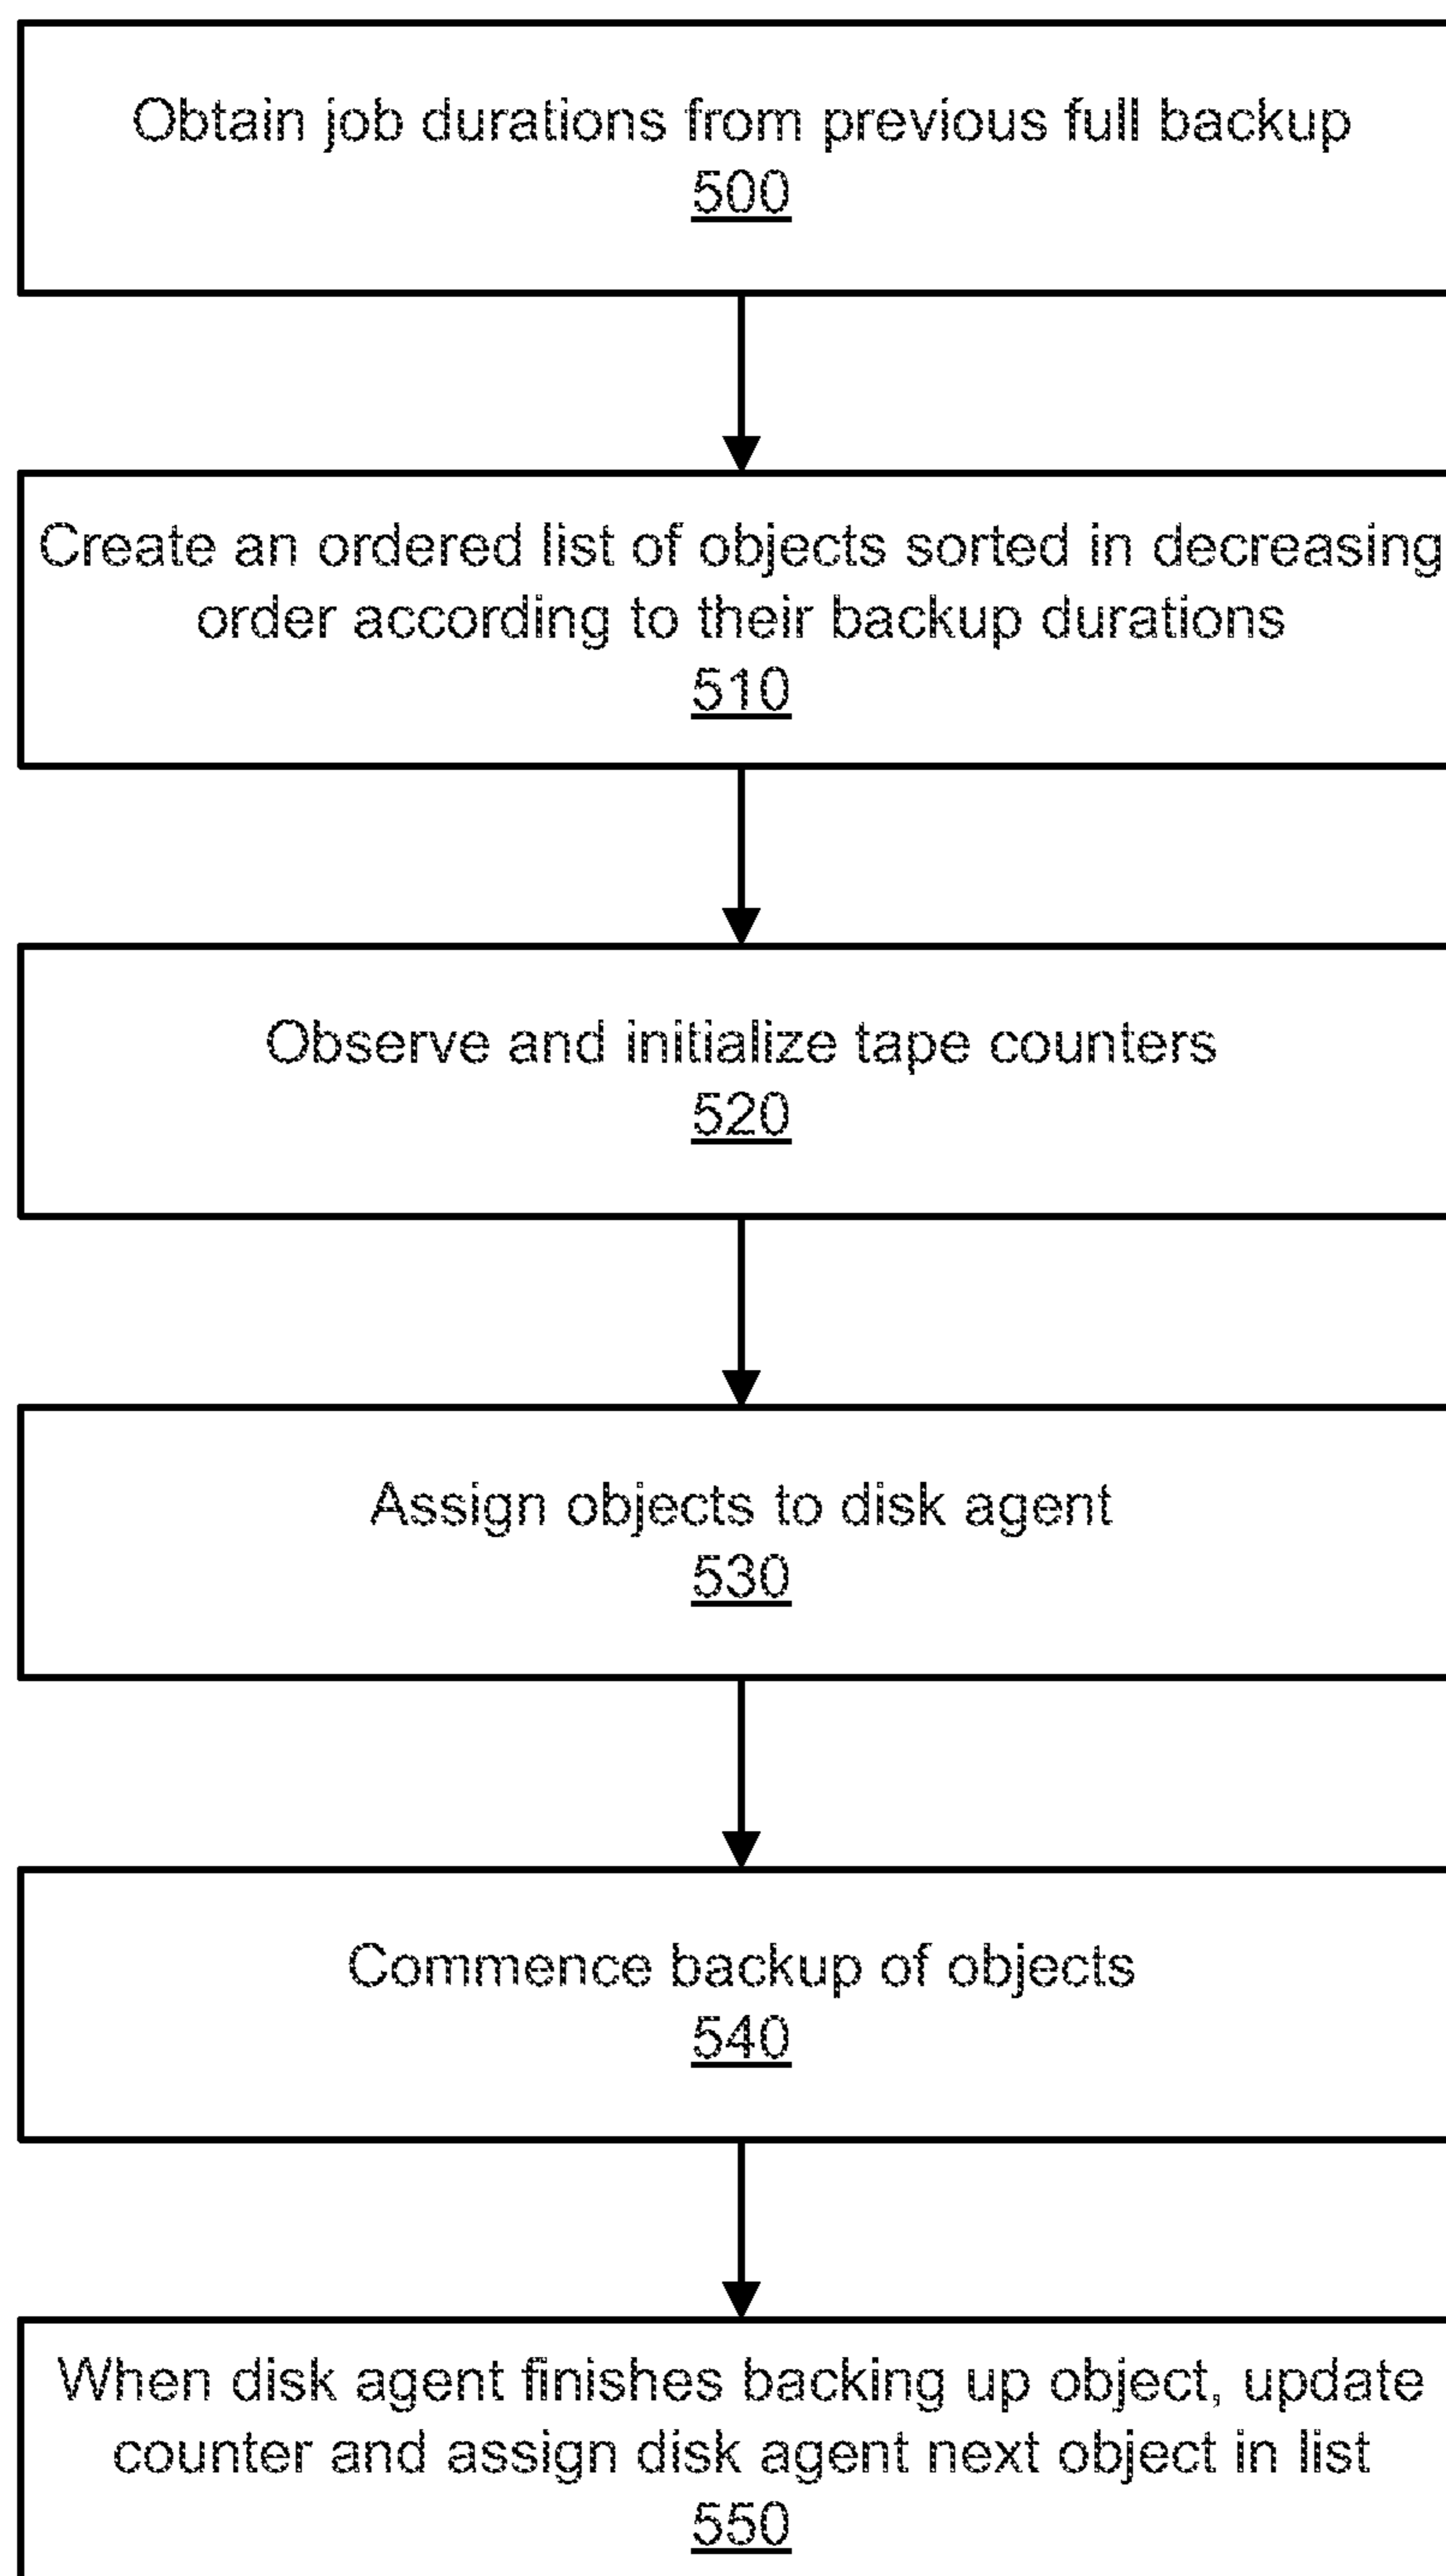 Obtain job durations from previous full backup
500
Create an ordered list of objects sorted in decreasing
order according to their backup durations
510
Observe and initialize tape counters
520
Assign objects to disk agent
530
Commence backup of objects
540
When disk agent finishes backing up object, update
counter and assign disk agent next object in list
550